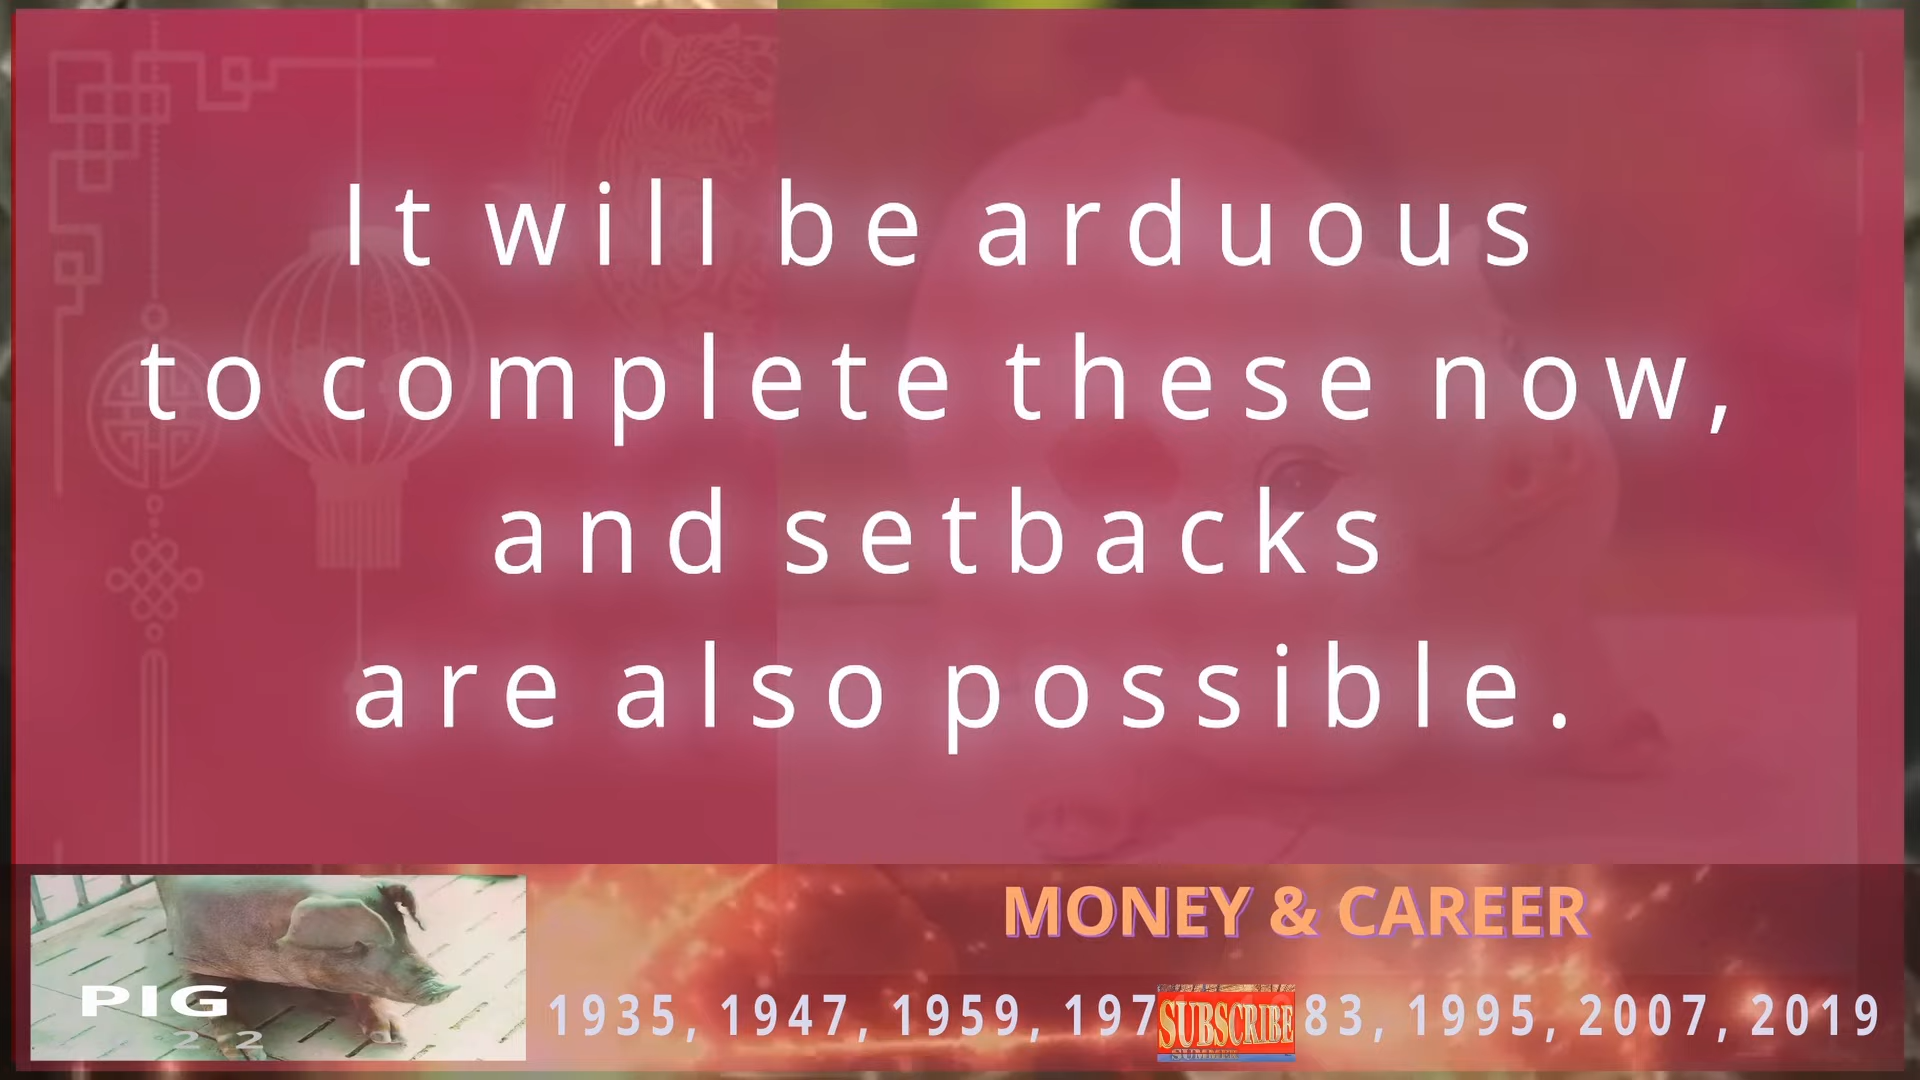 It will be arduous
to complete these now,
and setbacks
are also possible.
MONEY & CAREER
PIG
1935, 1947, 1959, 197 SUBSCRIBE 83, 1995, 2007, 2019